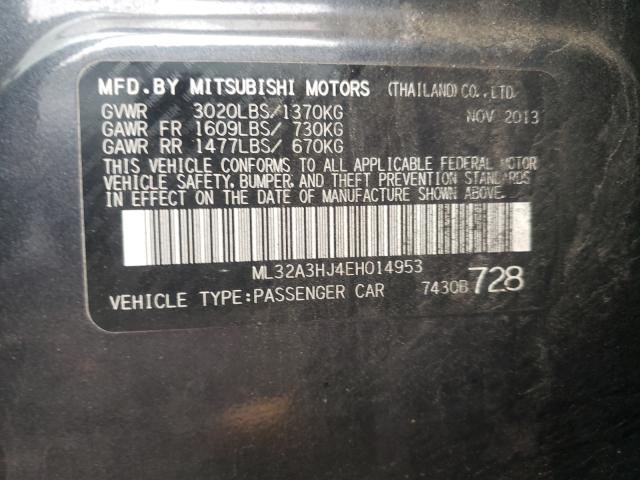 MFD.BY MITSUBISHI MOTORS (THAILAND)CO.,LTD
GVWR 3020LBS/1370KG NOV 2013
GAWR FR 1609LBS/ 730KG
GAWR RR 1477LBS/ 670KG
THIS VEHICLE CONFORMS TO ALL APPLICABLE FEDERAL MOTOR
VEHICLE SAFETY, BUMPER, AND THEFT PREVENTION STANDARDS
IN EFFECT ON THE DATE OF MANUFACTURE SHOWN ABOVE.
ML32A3HJ4EH014953
VEHICLE TYPE:PASSENGER CAR 7430B 728